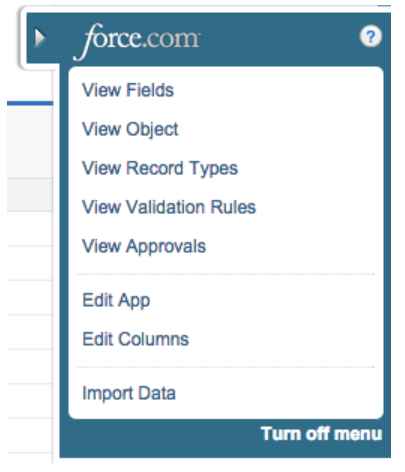 force.com
?
View Fields
View Object
View Record Types
View Validation Rules
View Approvals
Edit App
Edit Columns
Import Data
Turn off menu